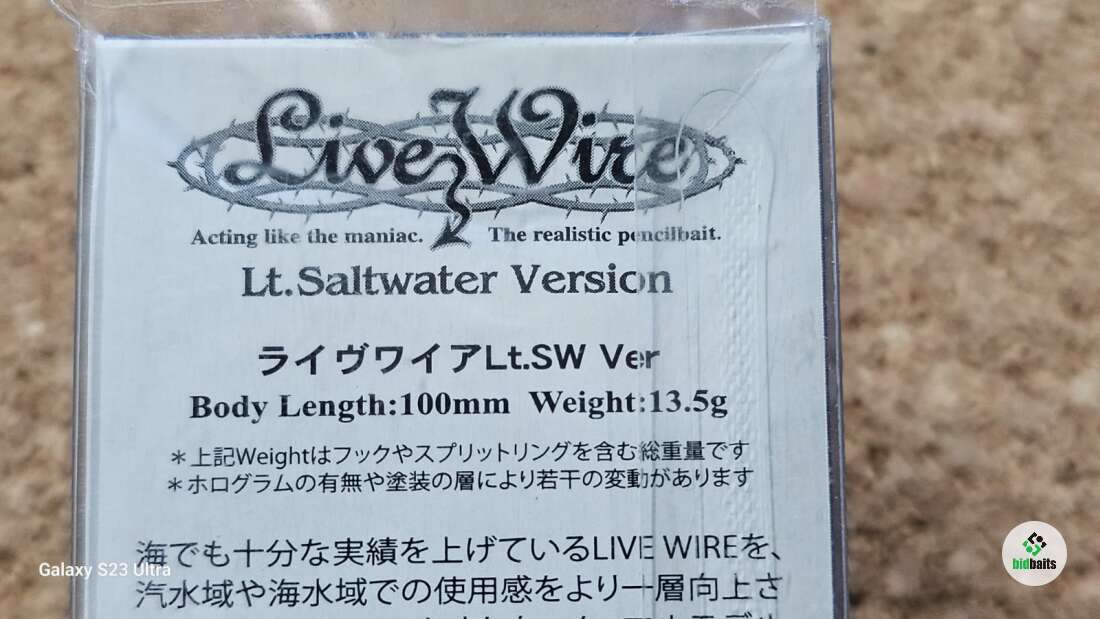 Live Wire
Acting like the maniac. The realistic pencilbait.
Lt.Saltwater Version
ライヴワイアLt.SW Ver
Body Length:100mm Weight:13.5g
＊上記Weightはフックやスプリットリングを含む総重量です
＊ホログラムの有無や塗装の層により若干の変動があります
海でも十分な実績を上げているLIVE WIREを、
汽水域や海水域での使用感をより一層向上さ
Galaxy S23 Ultra
bidbaits